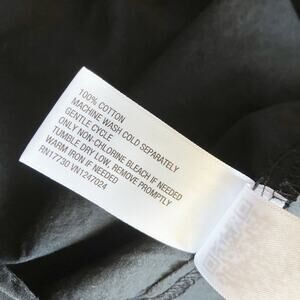 100% COTTON
MACHINE WASH COLD SEPARATELY
GENTLE CYCLE
ONLY NON-CHLORINE BLEACH IF NEEDED
TUMBLE DRY LOW, REMOVE PROMPTLY
WARM IRON IF NEEDED
RN17730 VN1247024